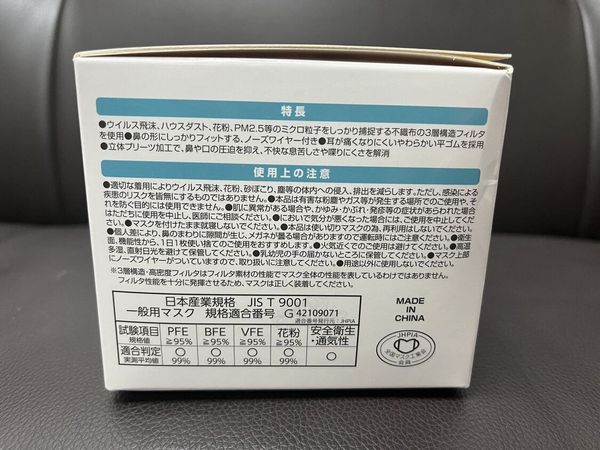 特長
●ウイルス飛沫、ハウスダスト、花粉、PM2.5等のミクロ粒子をしっかり捕捉する不織布の3層構造フィルタ
を使用●鼻の形にしっかりフィットする、ノーズワイヤー付き●耳が痛くなりにくいやわらかい平ゴムを採用
●立体プリーツ加工で、鼻や口の圧迫を抑え、不快な息苦しさや喋りにくさを解消
使用上の注意
●適切な着用によりウイルス飛沫、花粉、砂ぼこり、塵等の体内への侵入、排出を減らします。ただし、感染による
疾患のリスクを皆無にするものではありません。●本品は有害な粉塵やガス等が発生する場所でのご使用や、そ
れを防ぐ目的には使用できません。●肌に異常がある場合や、かゆみ・かぶれ・発疹等の症状があらわれた場合
はただちに使用を中止し、医師にご相談ください。●においで気分が悪くなった場合は、使用を中止してくださ
い。●マスクを付けたまま就寝しないでください。●本品は使い切りマスクの為、再利用はしないでください。
●個人差により、鼻のまわりに隙間が生じ、メガネが曇る場合がありますので運転時にはご注意ください。●衛生
面、機能性から、1日1枚使い捨てのご使用をおすすめします。●火気近くでのご使用は避けてください。●高温
多湿、直射日光を避けて保管してください。●乳幼児の手の届かないところに保管してください。●マスク上部
にノーズワイヤーが入っていますので、取り扱いに注意してください。●用途以外に使用しないでください。
※3層構造・高密度フィルタはフィルタ素材の性能でマスク全体の性能を表しているわけではありません。
フィルタ性能を十分に発揮させるため、マスクは正しく装着してください。
日本産業規格 JIS T 9001
一般用マスク 規格適合番号 G 42109071
適合番号発行元:JHPIA
試験項目 PFE BFE VFE 花粉 安全衛生
規格値 ≧95% ≧95% ≧95% ≧95% ・通気性
適合判定 ○ ○ ○ ○ ○
実測平均値 99% 99% 99% 99%
MADE IN
CHINA
JHPIA
全国マスク工業会
会員